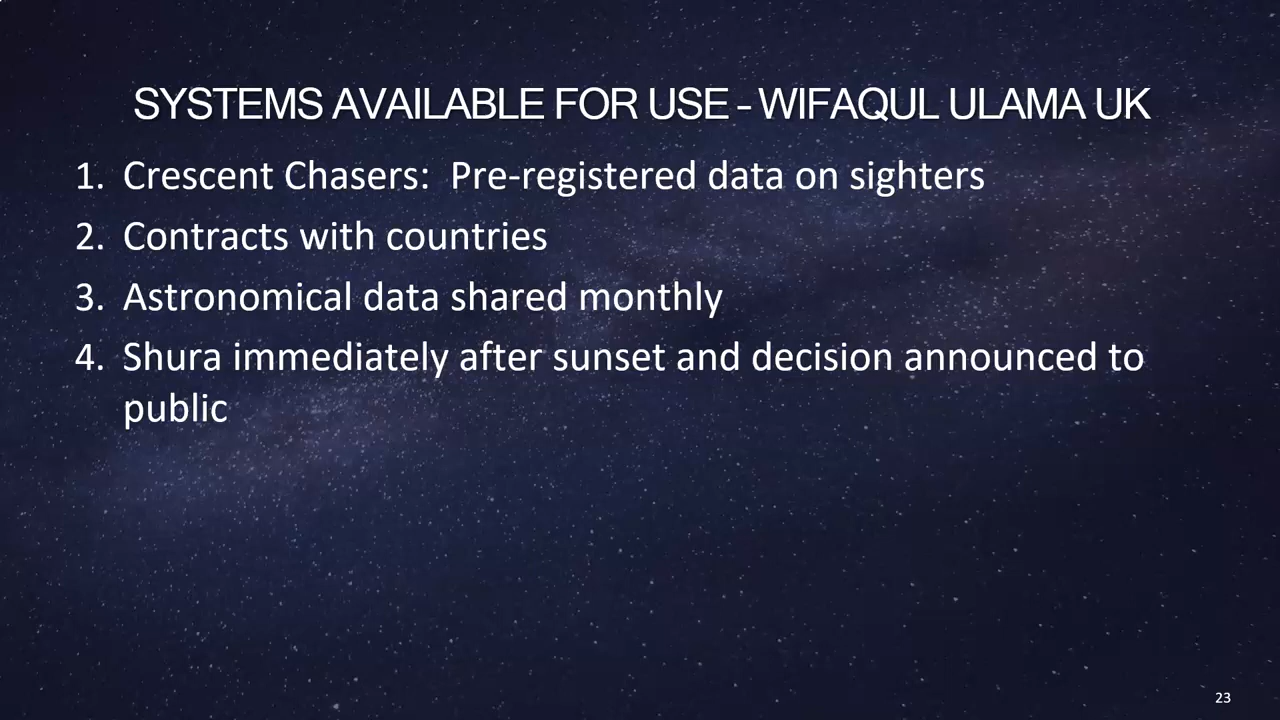 SYSTEMS AVAILABLE FOR USE - WIFAQUL ULAMA UK
1. Crescent Chasers:  Pre-registered data on sighters
2. Contracts with countries
3. Astronomical data shared monthly
4. Shura immediately after sunset and decision announced to
public
23